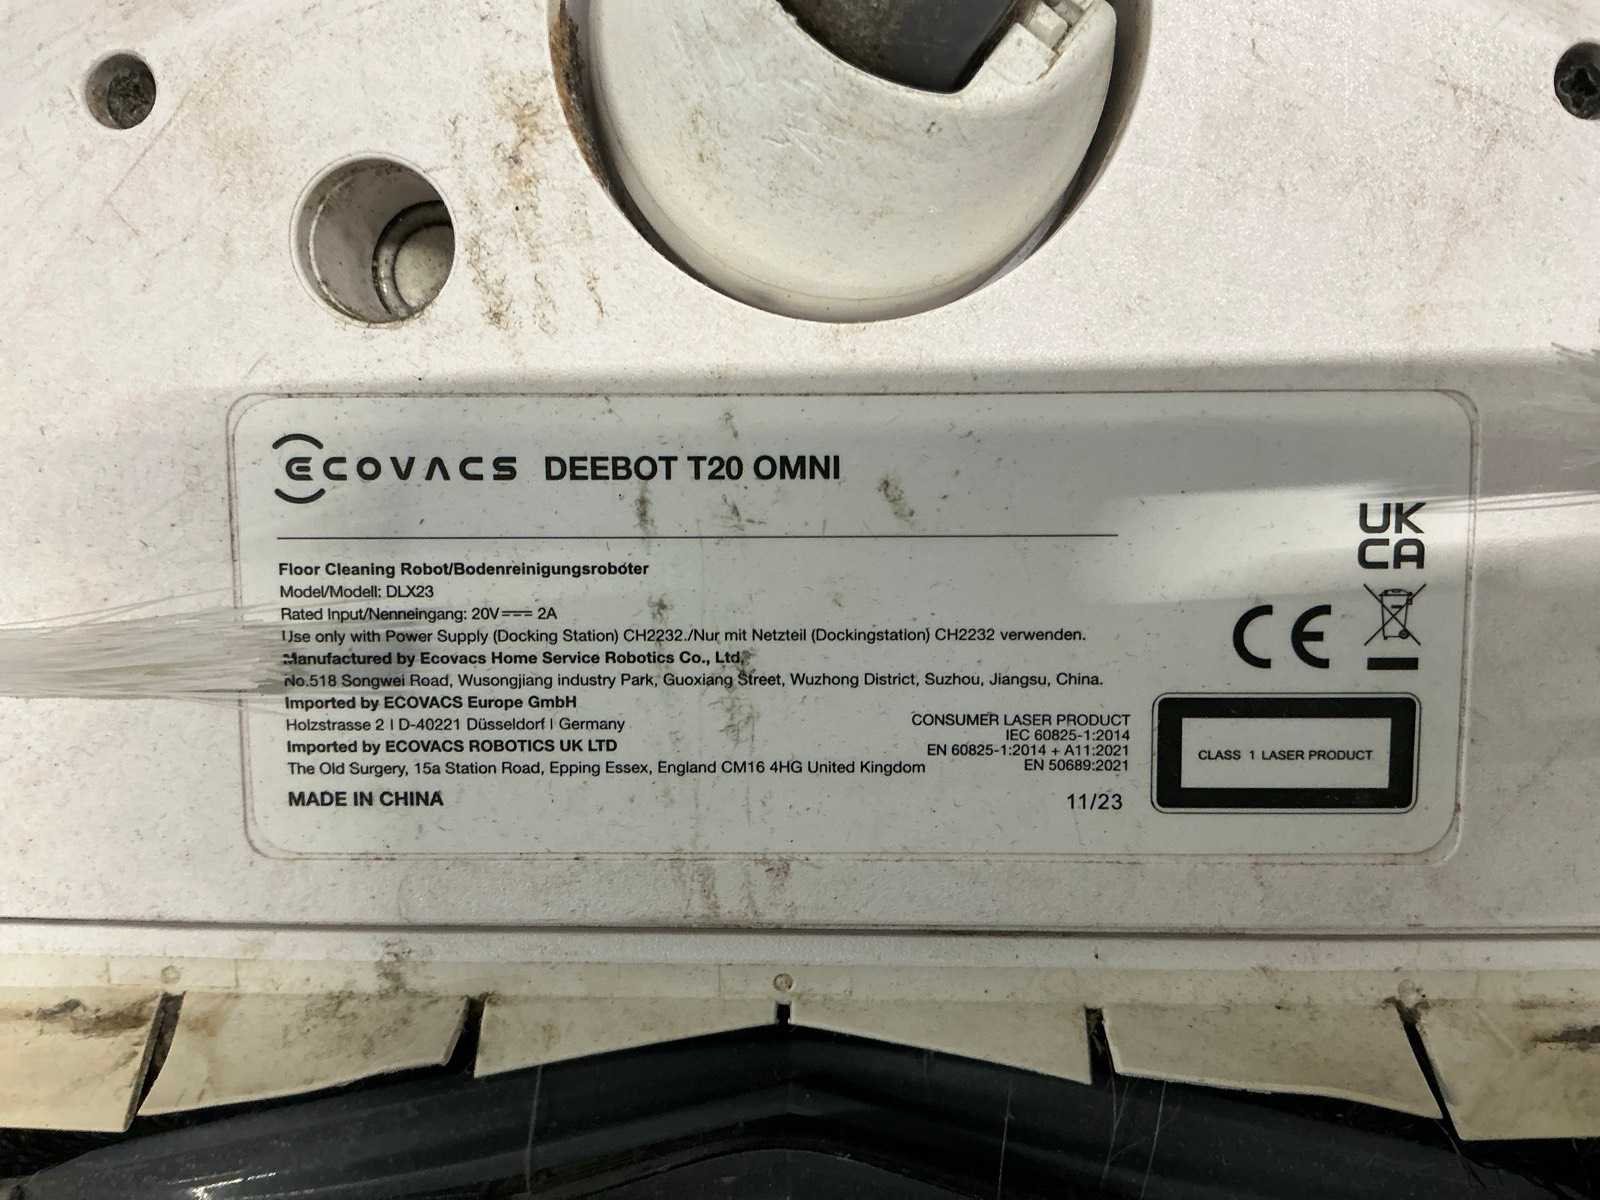 ECOVACS DEEBOT T20 OMNI
Floor Cleaning Robot/Bodenreinigungsroboter
Model/Modell: DLX23
Rated Input/Nenneingang: 20V⎓2A
Use only with Power Supply (Docking Station) CH2232./Nur mit Netzteil (Dockingstation) CH2232 verwenden.
Manufactured by Ecovacs Home Service Robotics Co., Ltd,
No.518 Songwei Road, Wusongjiang industry Park, Guoxiang Street, Wuzhong District, Suzhou, Jiangsu, China.
Imported by ECOVACS Europe GmbH
Holzstrasse 2 I D-40221 Düsseldorf I Germany
Imported by ECOVACS ROBOTICS UK LTD
The Old Surgery, 15a Station Road, Epping Essex, England CM16 4HG United Kingdom
MADE IN CHINA
CONSUMER LASER PRODUCT
IEC 60825-1:2014
EN 60825-1:2014 + A11:2021
EN 50689:2021
11/23
UK
CA
CE
CLASS 1 LASER PRODUCT